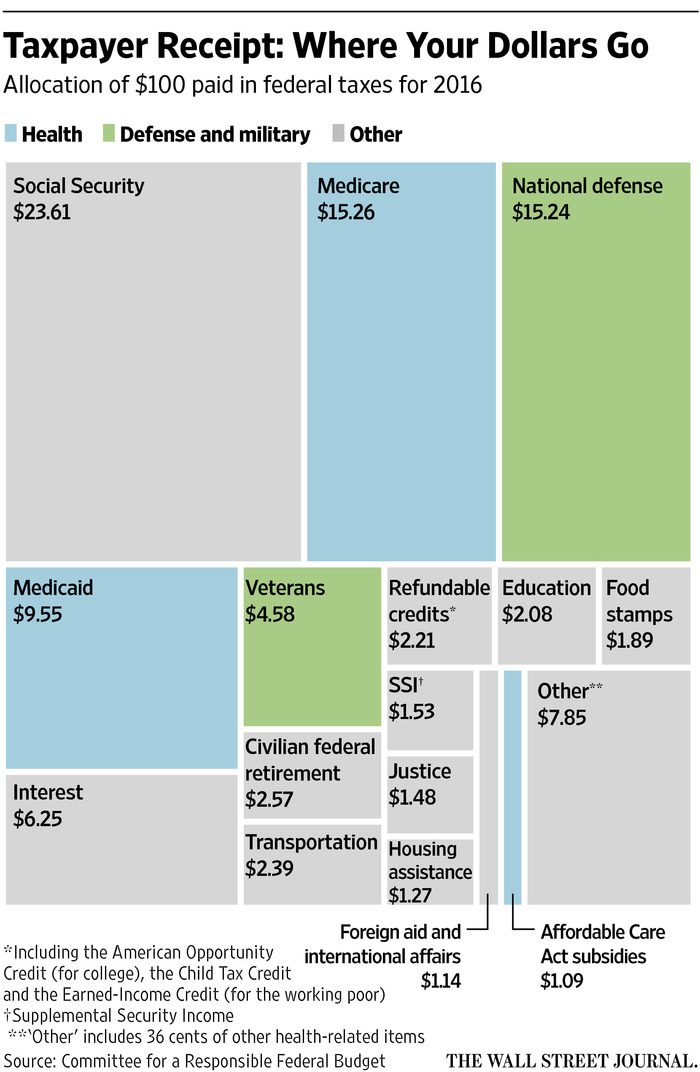 Taxpayer Receipt: Where Your Dollars Go
Allocation of $100 paid in federal taxes for 2016
Health Defense and military Other
Social Security
$23.61
Medicare
$15.26
National defense
$15.24
Medicaid
$9.55
Interest
$6.25
Veterans
$4.58
Civilian federal
retirement
$2.57
Transportation
$2.39
Refundable
credits*
$2.21
Education
$2.08
Food
stamps
$1.89
SSI†
$1.53
Justice
$1.48
Housing
assistance
$1.27
Other**
$7.85
Foreign aid and
international affairs
$1.14
Affordable Care
Act subsidies
$1.09
*Including the American Opportunity
Credit (for college), the Child Tax Credit
and the Earned-Income Credit (for the working poor)
†Supplemental Security Income
**‘Other’ includes 36 cents of other health-related items
Source: Committee for a Responsible Federal Budget
THE WALL STREET JOURNAL.